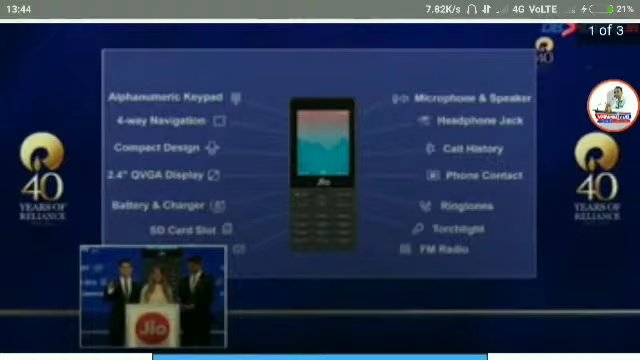 13:44
7.82K/s 4G VoLTE 21%
1 of 3
40
Alphanumeric Keypad
4-way Navigation
Compact Design
2.4" QVGA Display
Battery & Charger
SD Card Slot
Microphone & Speaker
Headphone Jack
Call History
Phone Contact
Ringtones
Torchlight
FM Radio
Jio
40
YEARS OF
RELIANCE
40
YEARS OF
RELIANCE
Jio